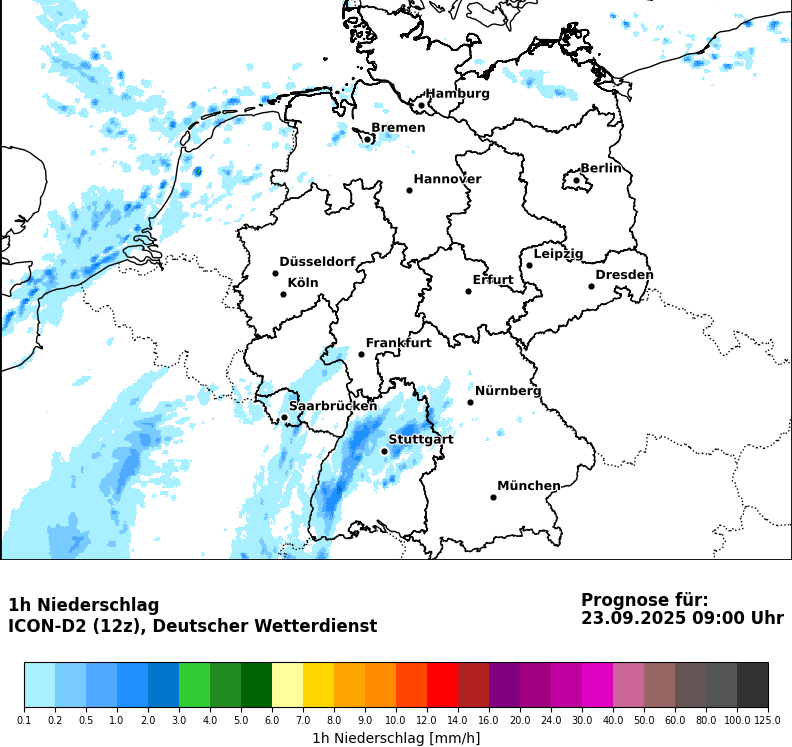 Hamburg
Bremen
Berlin
Hannover
Leipzig
Düsseldorf
Köln
Erfurt
Dresden
Frankfurt
Nürnberg
Saarbrücken
Stuttgart
München
1h Niederschlag
ICON-D2 (12z), Deutscher Wetterdienst
Prognose für:
23.09.2025 09:00 Uhr
0.1 0.2 0.5 1.0 2.0 3.0 4.0 5.0 6.0 7.0 8.0 9.0 10.0 12.0 14.0 16.0 20.0 24.0 30.0 40.0 50.0 60.0 80.0 100.0 125.0
1h Niederschlag [mm/h]